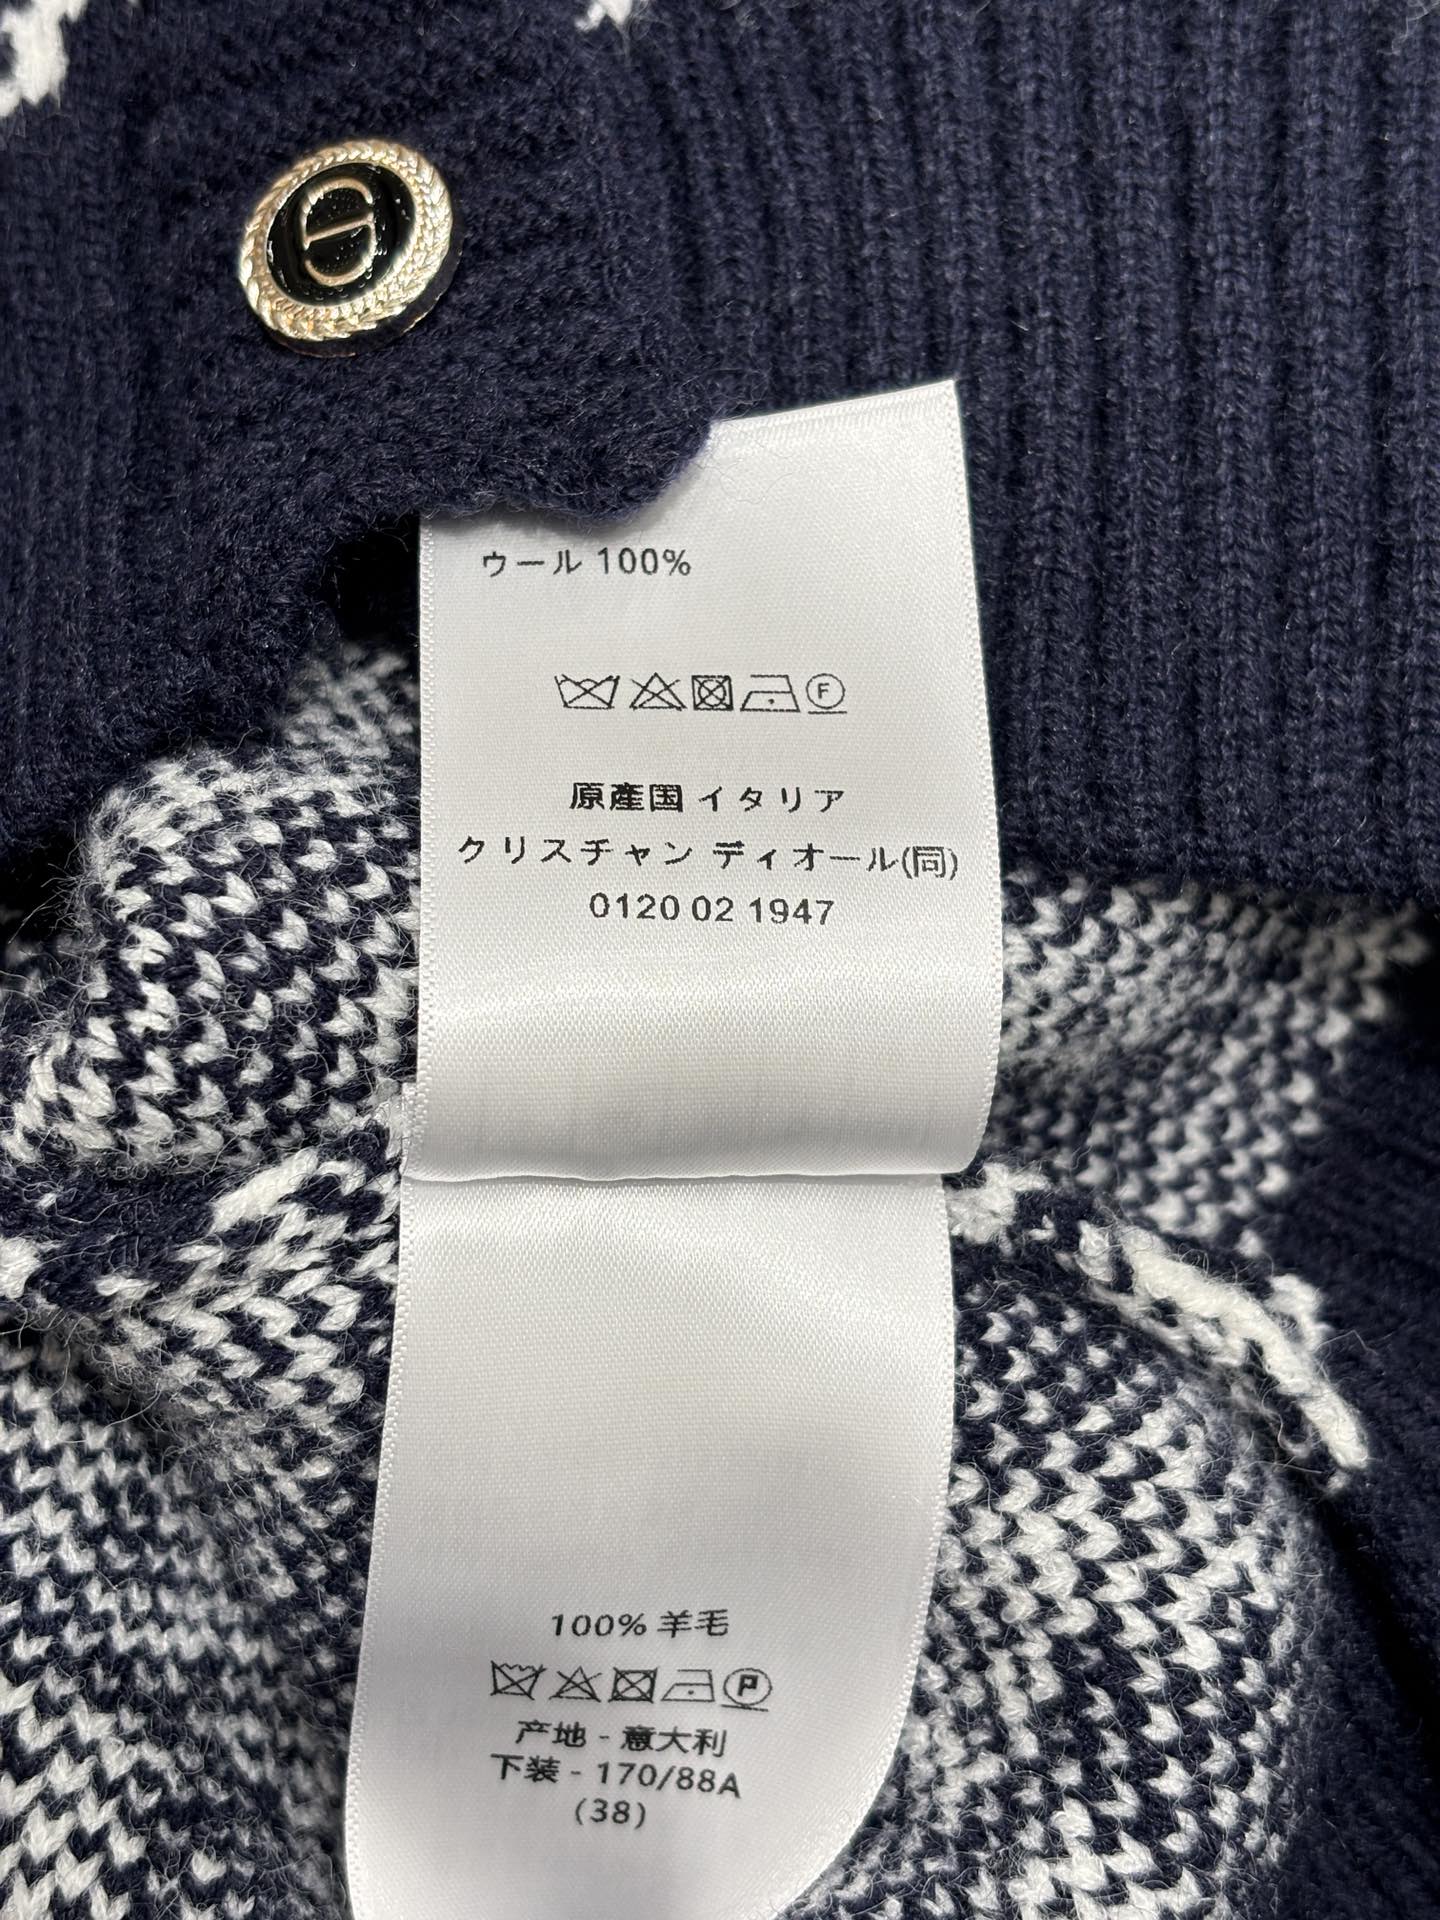 ウール 100%
F
原産国 イタリア
クリスチャン ディオール(同)
0120 02 1947
100% 羊毛
P
产地 - 意大利
下装 - 170/88A
(38)